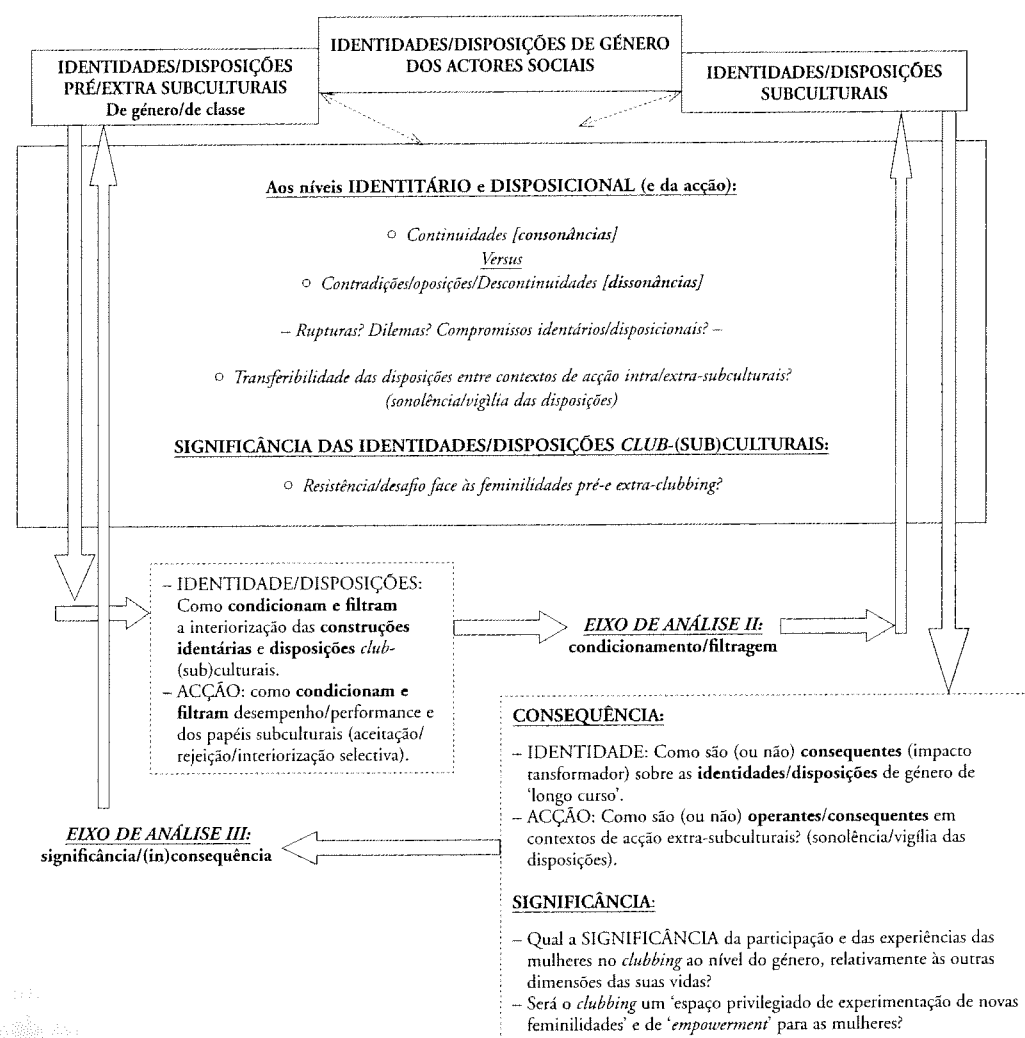 IDENTIDADES/DISPOSIÇÕES DE GÉNERO
DOS ACTORES SOCIAIS
IDENTIDADES/DISPOSIÇÕES
PRÉ/EXTRA SUBCULTURAIS
De género/de classe
IDENTIDADES/DISPOSIÇÕES
SUBCULTURAIS
Aos níveis IDENTITÁRIO e DISPOSICIONAL (e da acção):
○ Continuidades [consonâncias]
Versus
○ Contradições/oposições/Descontinuidades [dissonâncias]
– Rupturas? Dilemas? Compromissos identários/disposicionais? –
○ Transferibilidade das disposições entre contextos de acção intra/extra-subculturais?
(sonolência/vigília das disposições)
SIGNIFICÂNCIA DAS IDENTIDADES/DISPOSIÇÕES CLUB-(SUB)CULTURAIS:
○ Resistência/desafio face às feminilidades pré-e extra-clubbing?
– IDENTIDADE/DISPOSIÇÕES:
Como condicionam e filtram
a interiorização das construções
identárias e disposições club-
(sub)culturais.
– ACÇÃO: como condicionam e
filtram desempenho/performance e
dos papéis subculturais (aceitação/
rejeição/interiorização selectiva).
EIXO DE ANÁLISE II:
condicionamento/filtragem
EIXO DE ANÁLISE III:
significância/(in)consequência
CONSEQUÊNCIA:
– IDENTIDADE: Como são (ou não) consequentes (impacto
tansformador) sobre as identidades/disposições de género de
‘longo curso’.
– ACÇÃO: Como são (ou não) operantes/consequentes em
contextos de acção extra-subculturais? (sonolência/vigília das
disposições).
SIGNIFICÂNCIA:
– Qual a SIGNIFICÂNCIA da participação e das experiências das
mulheres no clubbing ao nível do género, relativamente às outras
dimensões das suas vidas?
– Será o clubbing um ‘espaço privilegiado de experimentação de novas
feminilidades’ e de ‘empowerment’ para as mulheres?